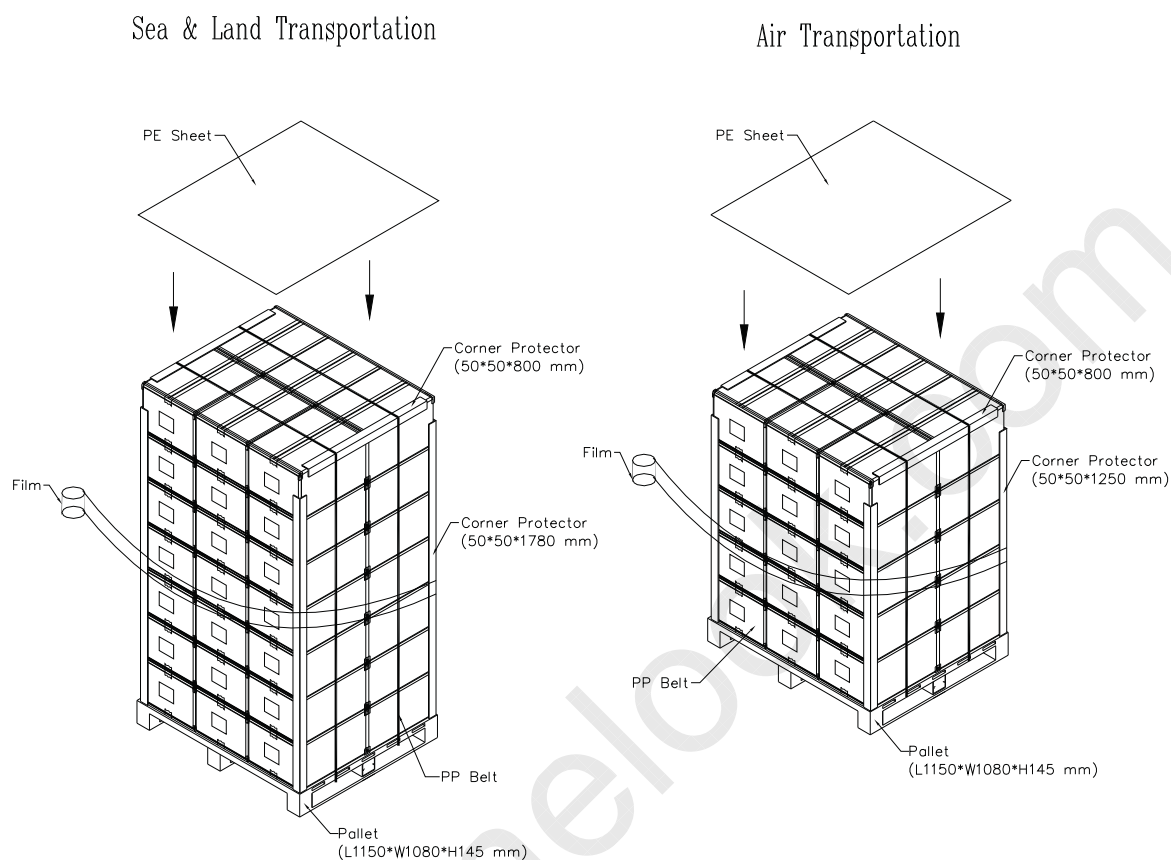 Sea & Land Transportation
PE Sheet
Corner Protector
(50*50*800 mm)
Film
Corner Protector
(50*50*1780 mm)
PP Belt
Pallet
(L1150*W1080*H145 mm)
Air Transportation
PE Sheet
Corner Protector
(50*50*800 mm)
Film
Corner Protector
(50*50*1250 mm)
PP Belt
Pallet
(L1150*W1080*H145 mm)
nelook.com